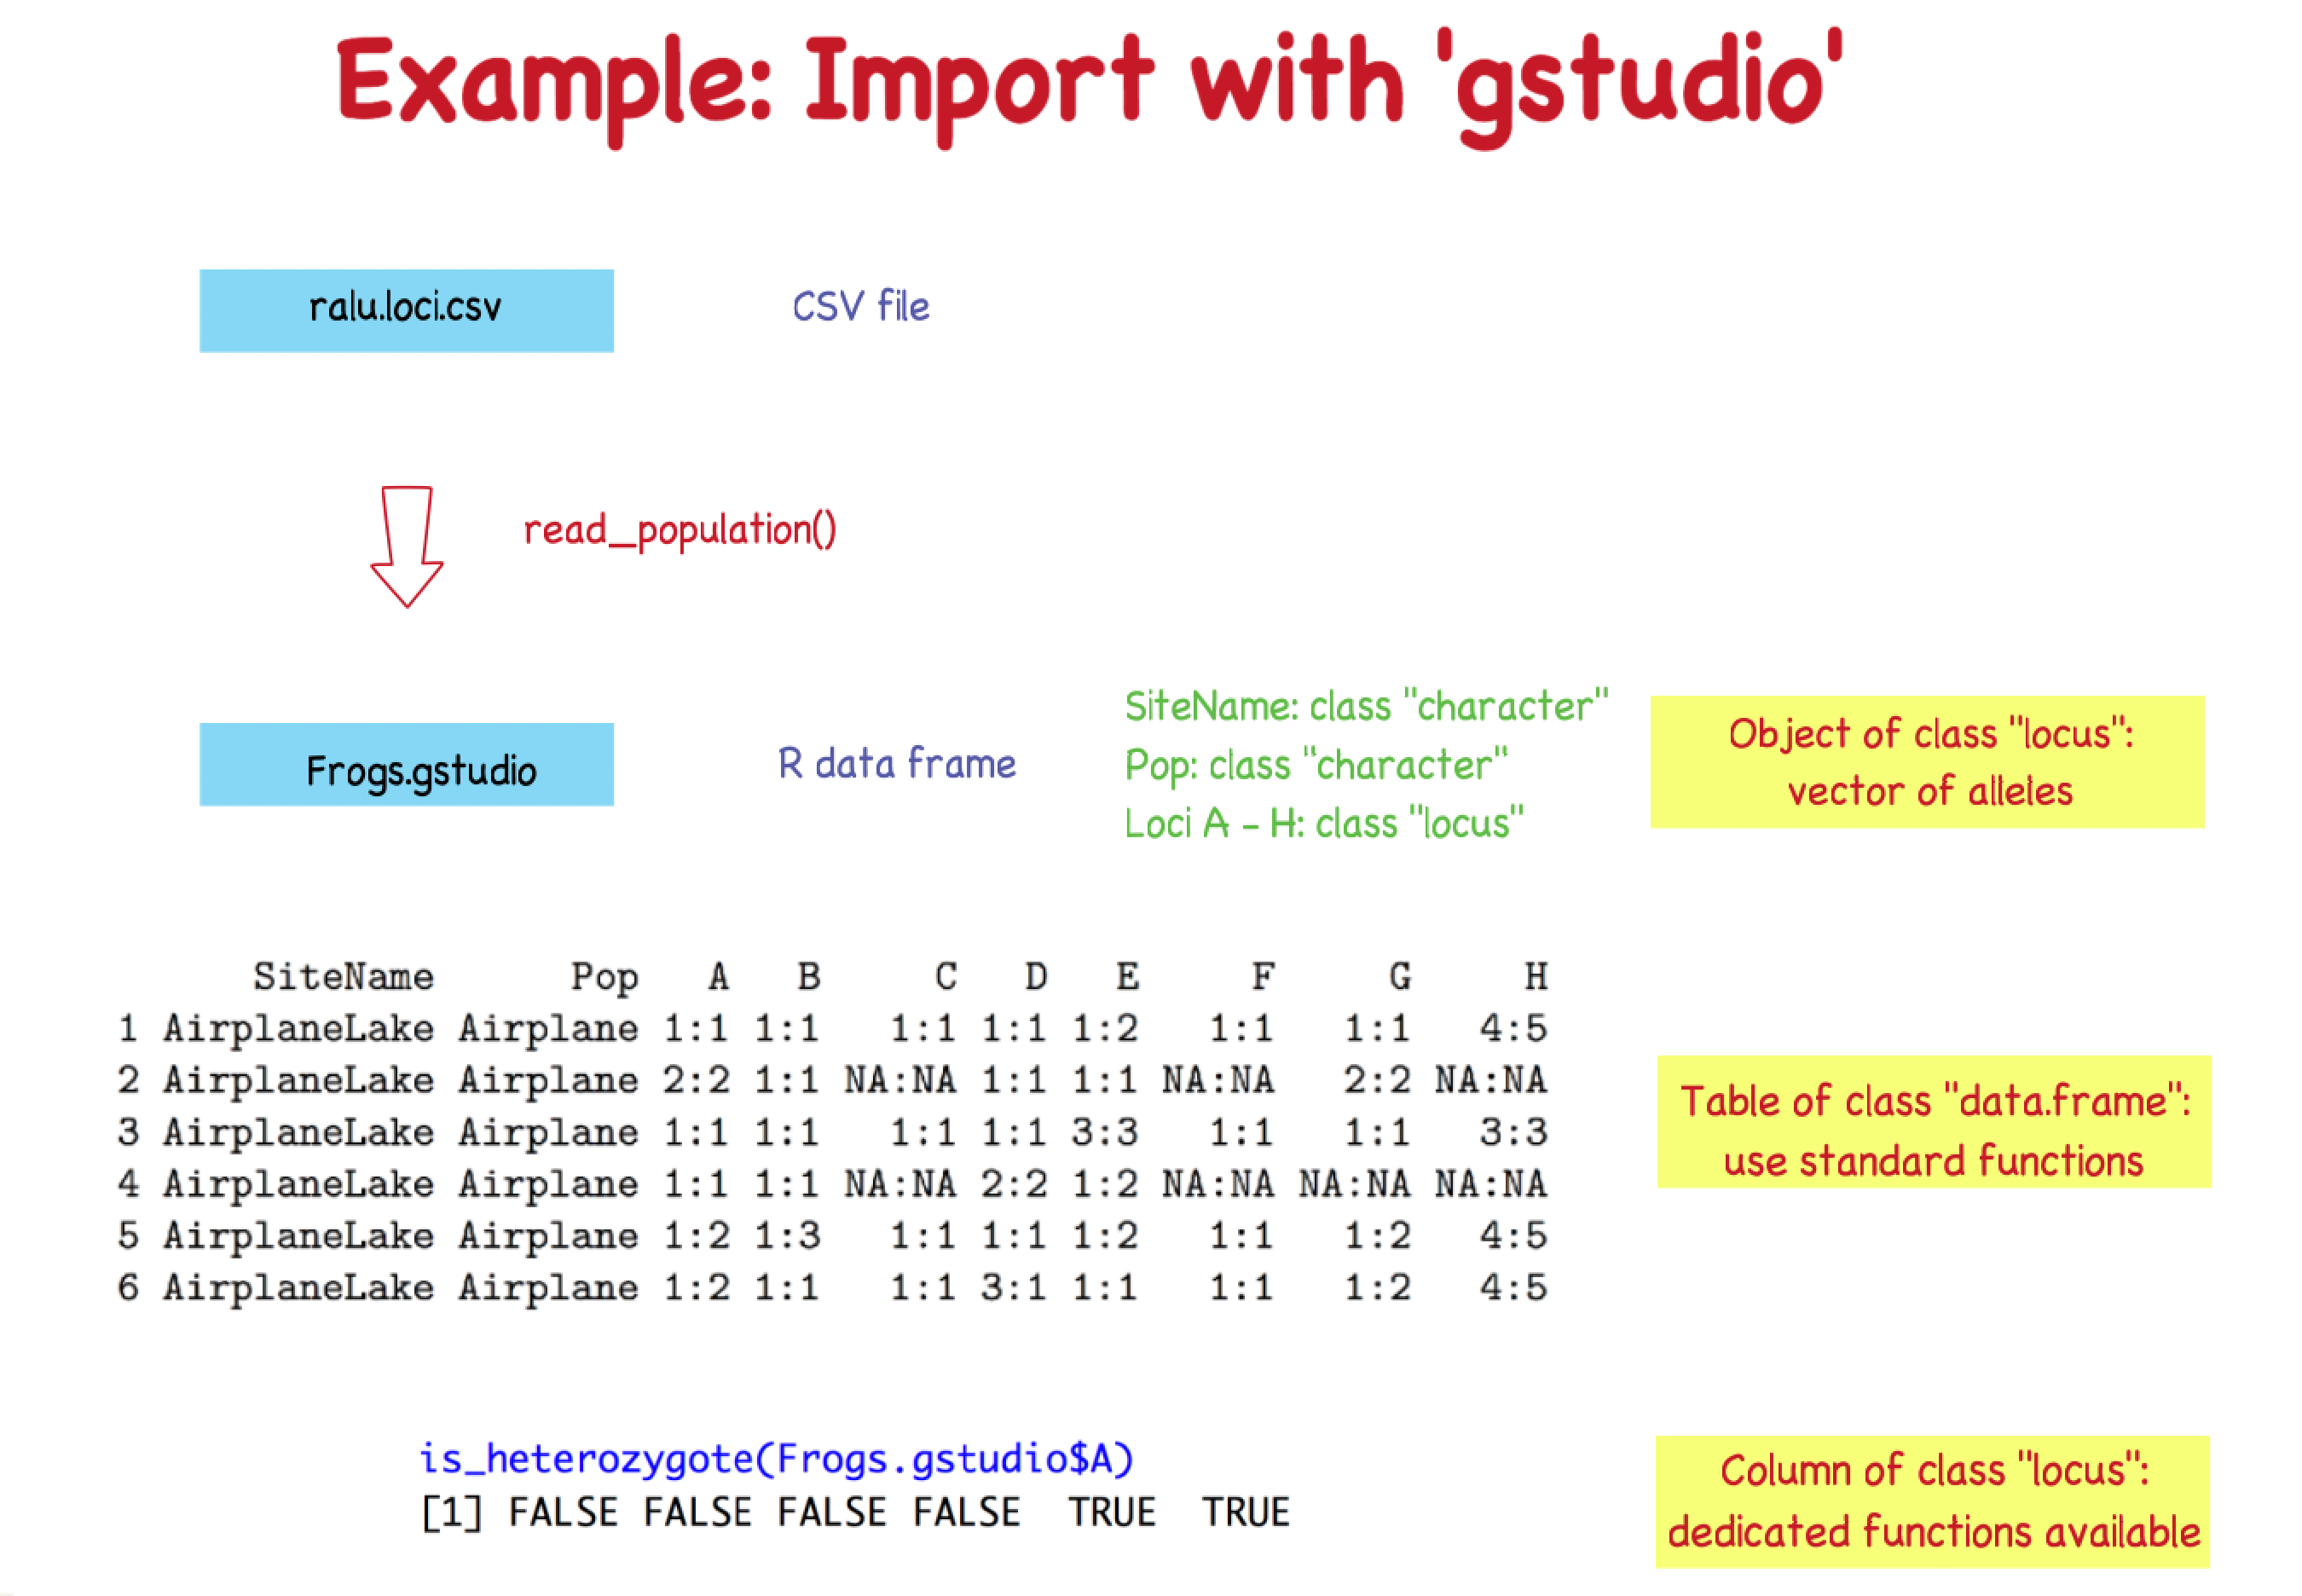 Example: Import with 'gstudio'
ralu.loci.csv
CSV file
read_population()
Frogs.gstudio
R data frame
SiteName: class "character"
Pop: class "character"
Loci A - H: class "locus"
Object of class "locus":
vector of alleles
SiteName Pop A B C D E F G H
1 AirplaneLake Airplane 1:1 1:1 1:1 1:1 1:2 1:1 1:1 4:5
2 AirplaneLake Airplane 2:2 1:1 NA:NA 1:1 1:1 NA:NA 2:2 NA:NA
3 AirplaneLake Airplane 1:1 1:1 1:1 1:1 3:3 1:1 1:1 3:3
4 AirplaneLake Airplane 1:1 1:1 NA:NA 2:2 1:2 NA:NA NA:NA NA:NA
5 AirplaneLake Airplane 1:2 1:3 1:1 1:1 1:2 1:1 1:2 4:5
6 AirplaneLake Airplane 1:2 1:1 1:1 3:1 1:1 1:1 1:2 4:5
Table of class "data.frame":
use standard functions
is_heterozygote(Frogs.gstudio$A)
[1] FALSE FALSE FALSE FALSE TRUE TRUE
Column of class "locus":
dedicated functions available